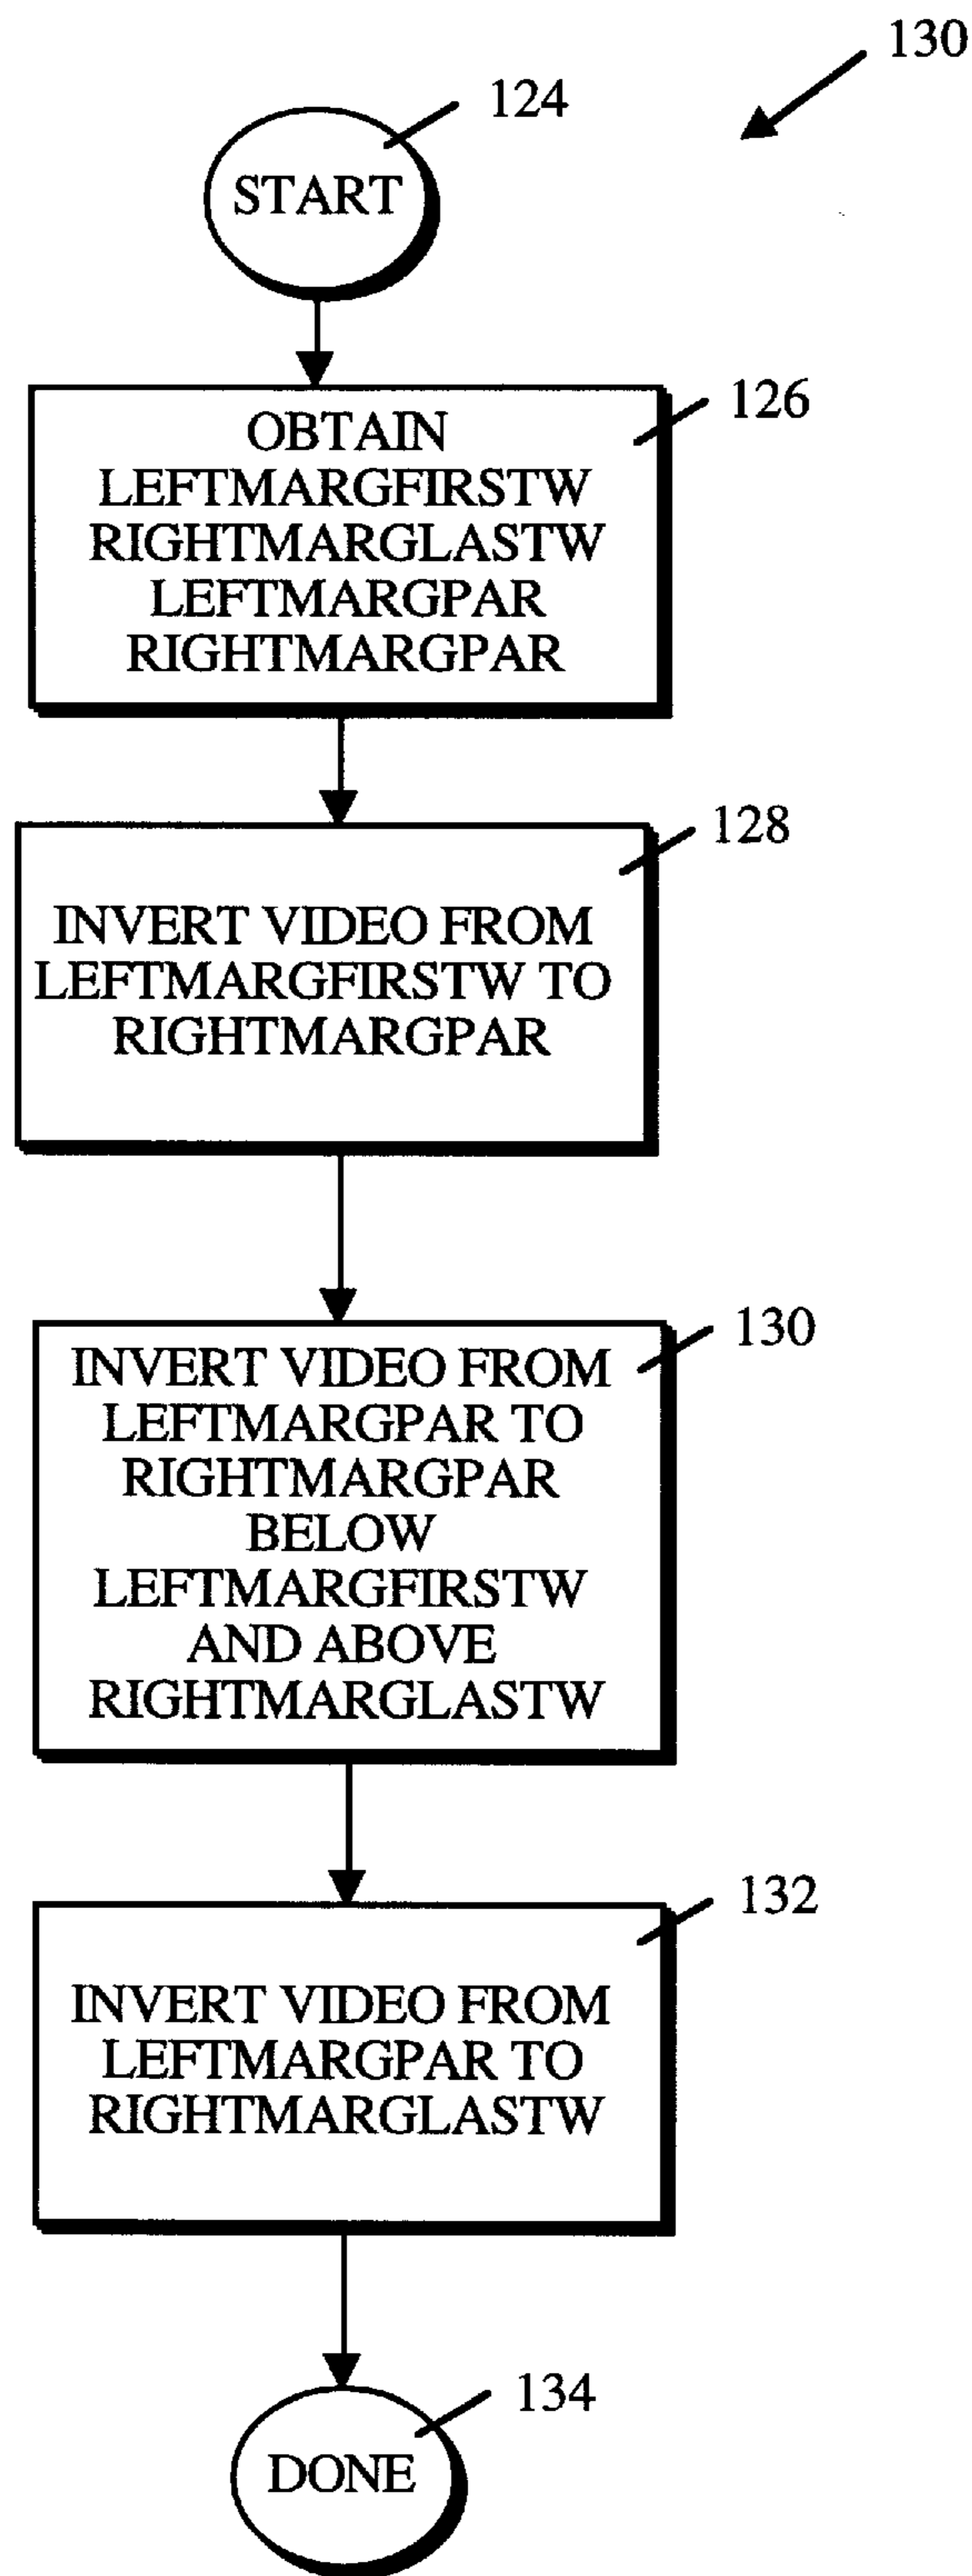 130
124
START
126
OBTAIN
LEFTMARGFIRSTW
RIGHTMARGLASTW
LEFTMARGPAR
RIGHTMARGPAR
128
INVERT VIDEO FROM
LEFTMARGFIRSTW TO
RIGHTMARGPAR
130
INVERT VIDEO FROM
LEFTMARGPAR TO
RIGHTMARGPAR
BELOW
LEFTMARGFIRSTW
AND ABOVE
RIGHTMARGLASTW
132
INVERT VIDEO FROM
LEFTMARGPAR TO
RIGHTMARGLASTW
134
DONE